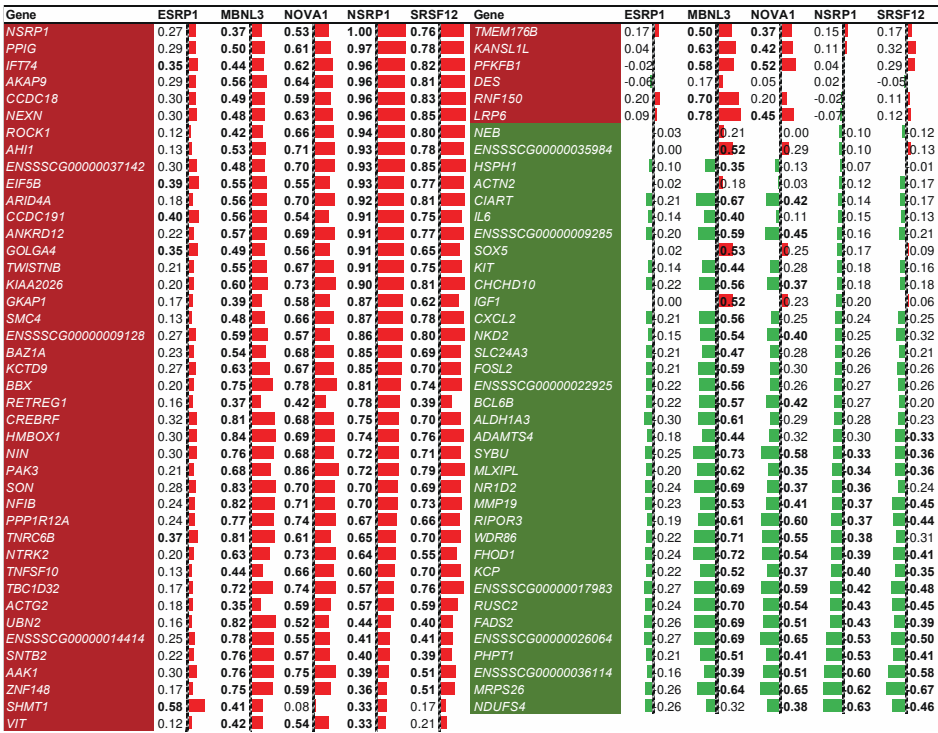 Gene ESRP1 MBNL3 NOVA1 NSRP1 SRSF12
NSRP1 0.27 0.37 0.53 1.00 0.76
PPIG 0.29 0.50 0.61 0.97 0.78
IFT74 0.35 0.44 0.62 0.96 0.82
AKAP9 0.29 0.56 0.64 0.96 0.81
CCDC18 0.30 0.49 0.59 0.96 0.83
NEXN 0.30 0.48 0.63 0.96 0.85
ROCK1 0.12 0.42 0.66 0.94 0.80
AHI1 0.13 0.53 0.71 0.93 0.78
ENSSSCG00000037142 0.30 0.48 0.70 0.93 0.85
EIF5B 0.39 0.55 0.55 0.93 0.77
ARID4A 0.18 0.56 0.70 0.92 0.81
CCDC191 0.40 0.56 0.54 0.91 0.75
ANKRD12 0.22 0.57 0.69 0.91 0.77
GOLGA4 0.35 0.49 0.56 0.91 0.65
TWISTNB 0.21 0.55 0.67 0.91 0.75
KIAA2026 0.20 0.60 0.73 0.90 0.81
GKAP1 0.17 0.39 0.58 0.87 0.62
SMC4 0.13 0.48 0.66 0.87 0.78
ENSSSCG00000009128 0.27 0.59 0.57 0.86 0.80
BAZ1A 0.23 0.54 0.68 0.85 0.69
KCTD9 0.27 0.63 0.67 0.85 0.70
BBX 0.20 0.75 0.78 0.81 0.74
RETREG1 0.16 0.37 0.42 0.78 0.39
CREBRF 0.32 0.81 0.68 0.75 0.70
HMBOX1 0.30 0.84 0.69 0.74 0.76
NIN 0.30 0.76 0.68 0.72 0.71
PAK3 0.21 0.68 0.86 0.72 0.79
SON 0.28 0.83 0.70 0.70 0.69
NFIB 0.24 0.82 0.71 0.70 0.73
PPP1R12A 0.24 0.77 0.74 0.67 0.66
TNRC6B 0.37 0.81 0.61 0.65 0.70
NTRK2 0.20 0.63 0.73 0.64 0.55
TNFSF10 0.13 0.44 0.66 0.60 0.70
TBC1D32 0.17 0.72 0.74 0.57 0.76
ACTG2 0.18 0.35 0.59 0.57 0.59
UBN2 0.16 0.82 0.52 0.44 0.40
ENSSSCG00000014414 0.25 0.78 0.55 0.41 0.41
SNTB2 0.22 0.76 0.57 0.40 0.39
AAK1 0.30 0.76 0.75 0.39 0.51
ZNF148 0.17 0.75 0.59 0.36 0.51
SHMT1 0.58 0.41 0.08 0.33 0.17
VIT 0.12 0.42 0.54 0.33 0.21
Gene ESRP1 MBNL3 NOVA1 NSRP1 SRSF12
TMEM176B 0.17 0.50 0.37 0.15 0.17
KANSL1L 0.04 0.63 0.42 0.11 0.32
PFKFB1 -0.02 0.58 0.52 0.04 0.29
DES -0.06 0.17 0.05 0.02 -0.05
RNF150 0.20 0.70 0.20 -0.02 0.11
LRP6 0.09 0.78 0.45 -0.07 0.12
NEB 0.03 0.21 0.00 -0.10 -0.12
ENSSSCG00000035984 0.00 0.52 0.29 -0.10 0.13
HSPH1 -0.10 -0.35 -0.13 -0.07 -0.01
ACTN2 0.02 0.18 0.03 -0.12 -0.17
CIART -0.21 -0.67 -0.42 -0.14 -0.17
IL6 -0.14 -0.40 -0.11 -0.15 -0.13
ENSSSCG00000009285 -0.20 -0.59 -0.45 -0.16 -0.21
SOX5 0.02 0.53 0.25 -0.17 0.09
KIT -0.14 -0.44 -0.28 -0.18 -0.16
CHCHD10 -0.22 -0.56 -0.37 -0.18 -0.18
IGF1 0.00 0.52 0.23 -0.20 0.06
CXCL2 -0.21 -0.56 -0.25 -0.24 -0.25
NKD2 -0.15 -0.54 -0.40 -0.25 -0.32
SLC24A3 -0.21 -0.47 -0.28 -0.26 -0.21
FOSL2 -0.21 -0.59 -0.30 -0.26 -0.26
ENSSSCG00000022925 -0.22 -0.56 -0.26 -0.27 -0.26
BCL6B -0.22 -0.57 -0.42 -0.27 -0.20
ALDH1A3 -0.30 -0.61 -0.29 -0.28 -0.23
ADAMTS4 -0.18 -0.44 -0.32 -0.30 -0.33
SYBU -0.25 -0.73 -0.58 -0.33 -0.36
MLXIPL -0.20 -0.62 -0.35 -0.34 -0.36
NR1D2 -0.24 -0.69 -0.37 -0.36 -0.24
MMP19 -0.23 -0.53 -0.41 -0.37 -0.45
RIPOR3 -0.19 -0.61 -0.60 -0.37 -0.44
WDR86 -0.22 -0.71 -0.55 -0.38 -0.31
FHOD1 -0.24 -0.72 -0.54 -0.39 -0.41
KCP -0.22 -0.52 -0.37 -0.40 -0.35
ENSSSCG00000017983 -0.27 -0.69 -0.59 -0.42 -0.48
RUSC2 -0.24 -0.70 -0.54 -0.43 -0.45
FADS2 -0.26 -0.69 -0.51 -0.43 -0.39
ENSSSCG00000026064 -0.27 -0.69 -0.65 -0.53 -0.50
PHPT1 -0.21 -0.51 -0.41 -0.53 -0.41
ENSSSCG00000036114 -0.16 -0.39 -0.51 -0.60 -0.58
MRPS26 -0.26 -0.64 -0.65 -0.62 -0.67
NDUFS4 -0.26 -0.32 -0.38 -0.63 -0.46